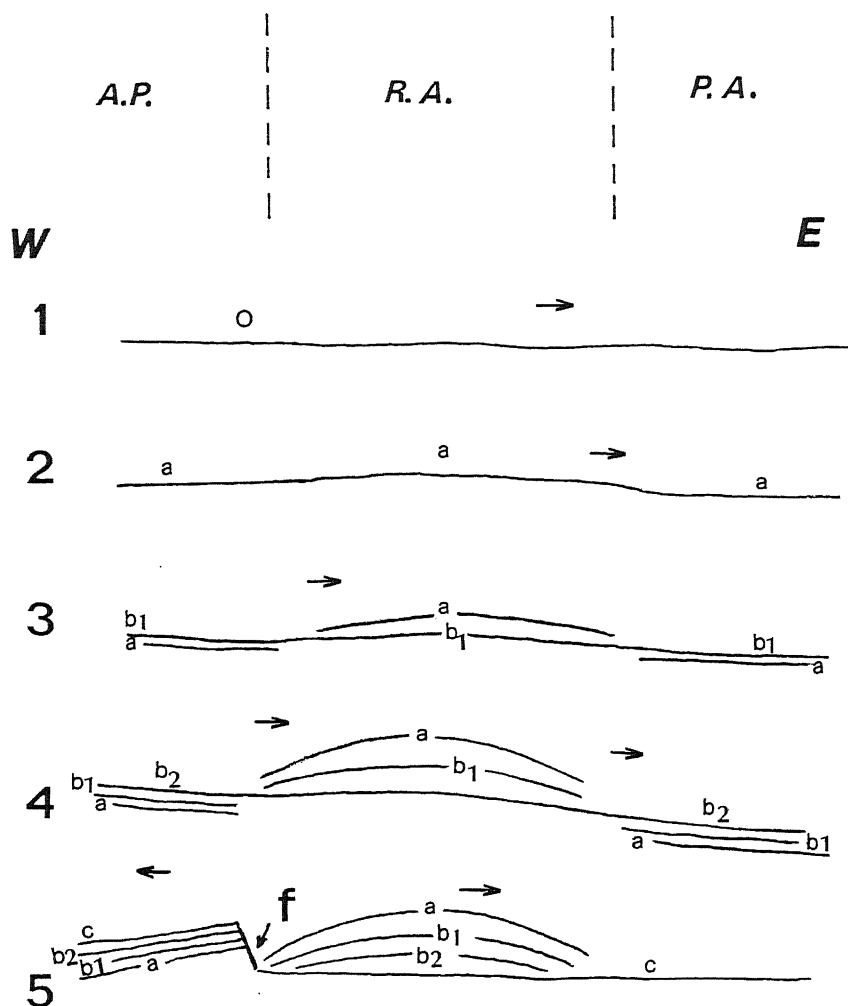 A.P. R.A. P.A.
W E
1 O
2 a a a
3 b1 a a b1 b1 a
4 b1 b2 a a b1 b2 a b1
5 c b2 b1 a f a b1 b2 c